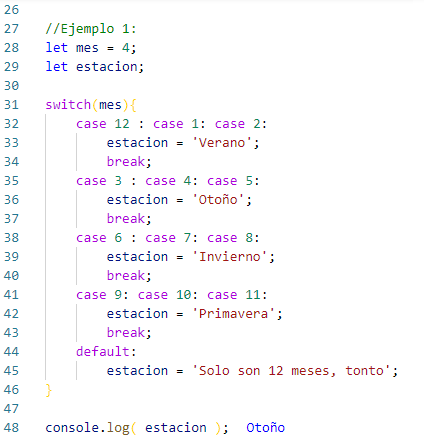 26
27 //Ejemplo 1:
28 let mes = 4;
29 let estacion;
30
31 switch(mes){
32 case 12 : case 1: case 2:
33 estacion = 'Verano';
34 break;
35 case 3 : case 4: case 5:
36 estacion = 'Otoño';
37 break;
38 case 6 : case 7: case 8:
39 estacion = 'Invierno';
40 break;
41 case 9: case 10: case 11:
42 estacion = 'Primavera';
43 break;
44 default:
45 estacion = 'Solo son 12 meses, tonto';
46 }
47
48 console.log( estacion ); Otoño